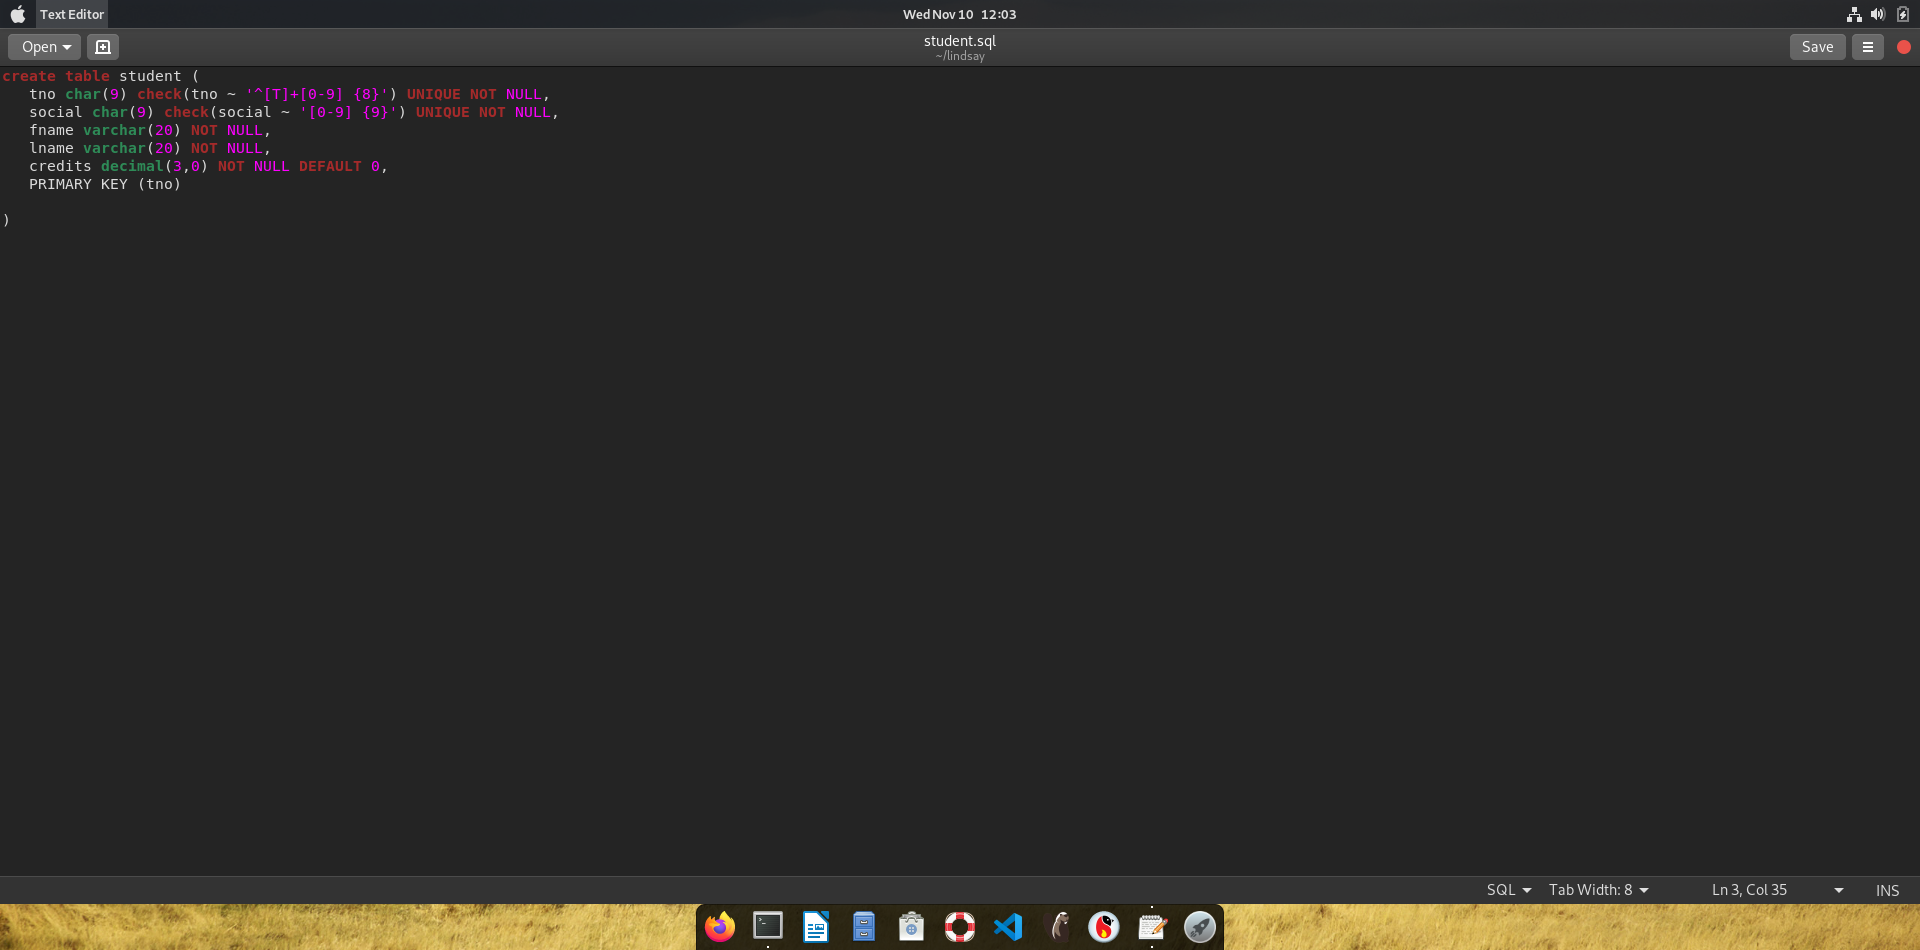 Text Editor
Wed Nov 10 12:03
Open
student.sql
~/lindsay
Save
create table student (
   tno char(9) check(tno ~ '^[T]+[0-9] {8}') UNIQUE NOT NULL,
   social char(9) check(social ~ '[0-9] {9}') UNIQUE NOT NULL,
   fname varchar(20) NOT NULL,
   lname varchar(20) NOT NULL,
   credits decimal(3,0) NOT NULL DEFAULT 0,
   PRIMARY KEY (tno)
)
SQL
Tab Width: 8
Ln 3, Col 35
INS